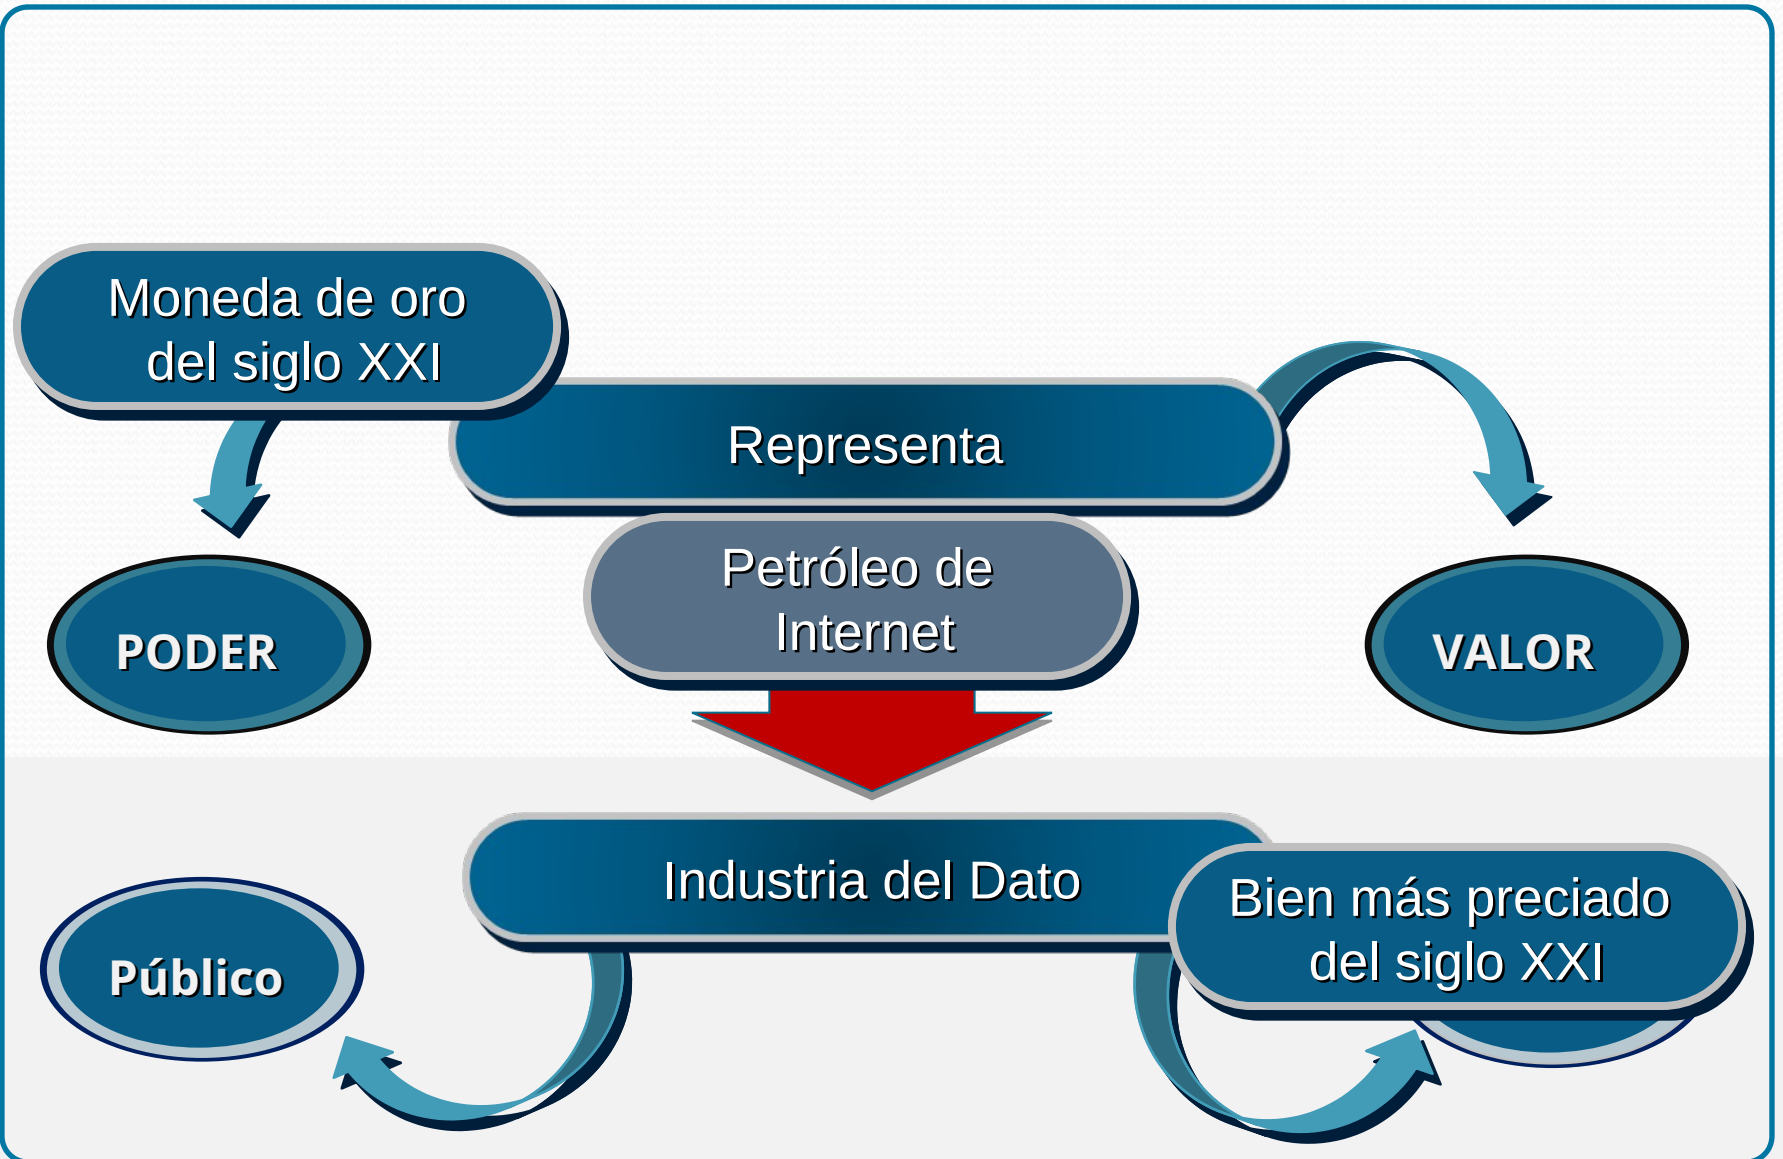 Moneda de oro
del siglo XXI
Representa
Petróleo de
Internet
PODER
VALOR
Industria del Dato
Bien más preciado
del siglo XXI
Público